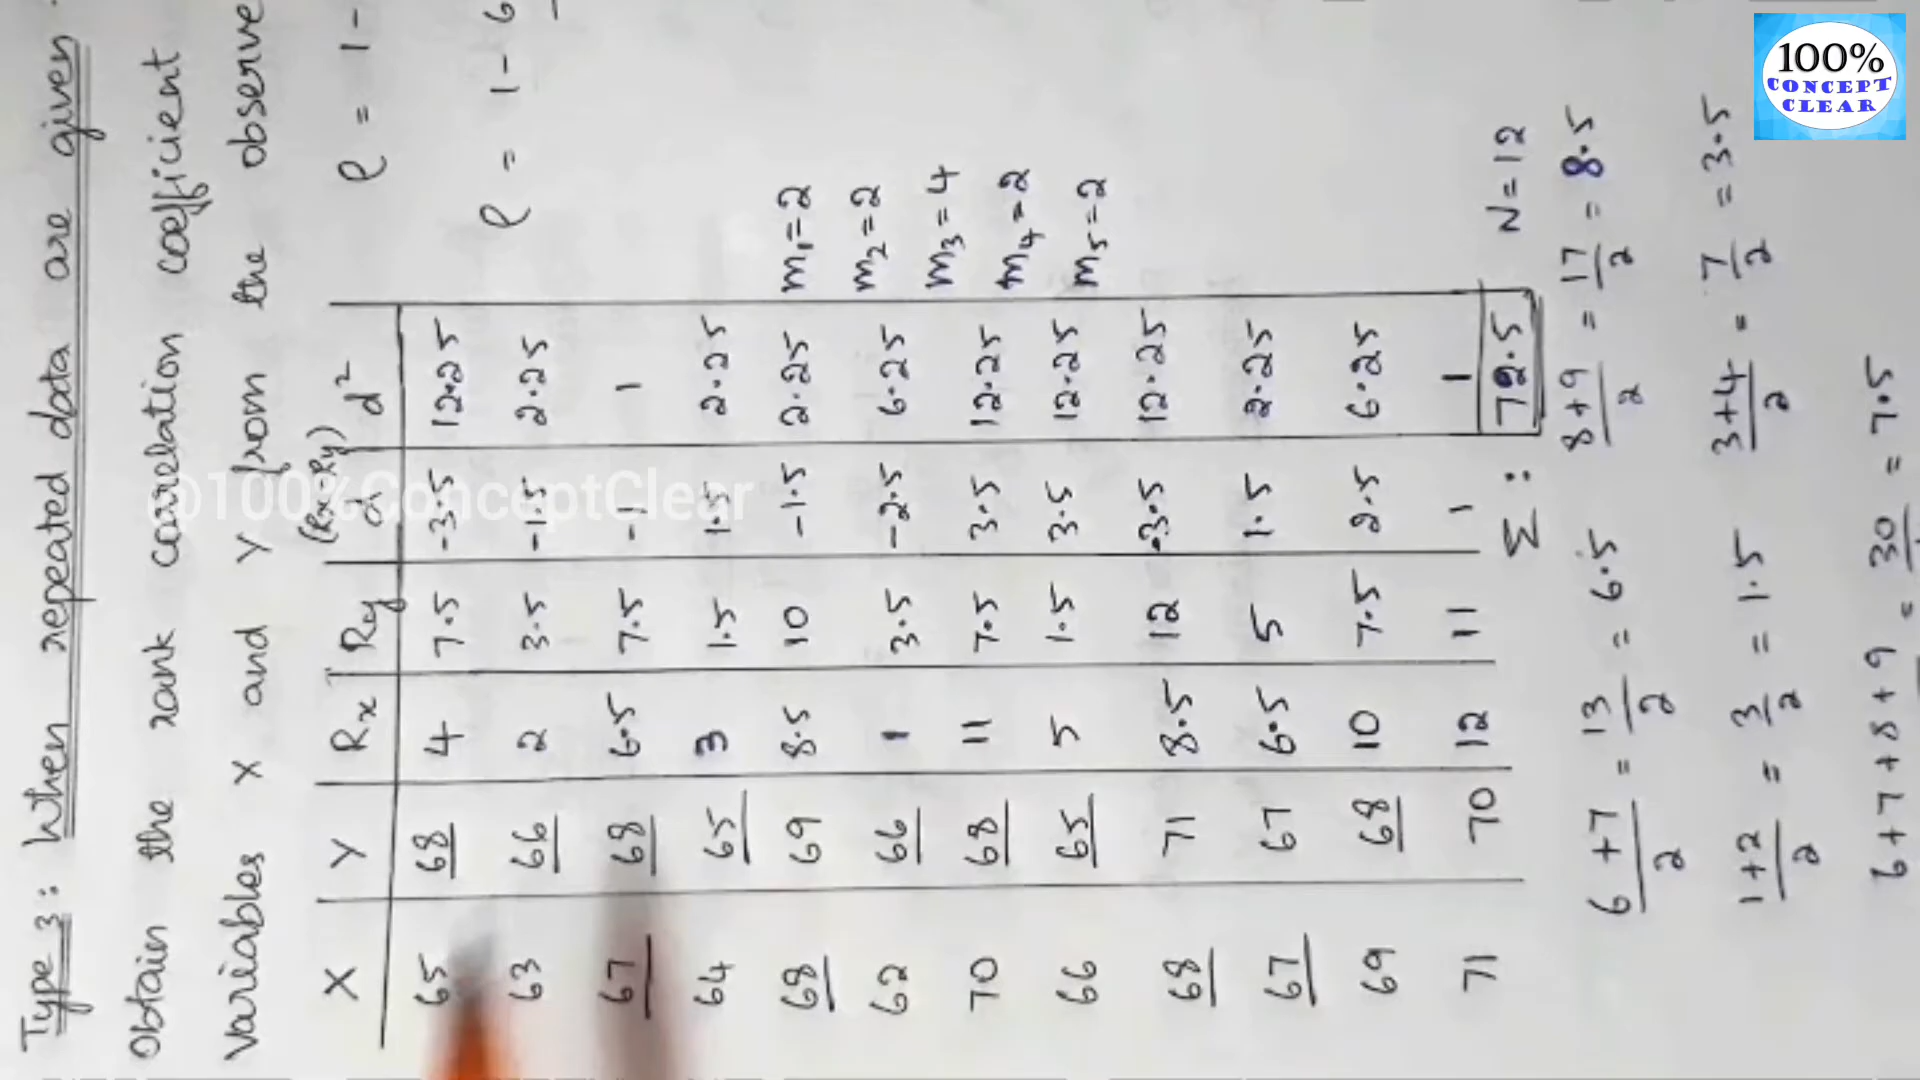 Type 3: When repeated data are given
Obtain the rank correlation coefficient
variables X and Y from the observe
(Rx-Ry)
X Y Rx Ry d d²
65 68 4 7.5 -3.5 12.25
63 66 2 3.5 -1.5 2.25
67 68 6.5 7.5 -1 1
64 65 3 1.5 1.5 2.25
68 69 8.5 10 -1.5 2.25
62 66 1 3.5 -2.5 6.25
70 68 11 7.5 3.5 12.25
66 65 5 1.5 3.5 12.25
68 71 8.5 12 -3.5 12.25
67 67 6.5 5 1.5 2.25
69 68 10 7.5 2.5 6.25
71 70 12 11 1 1
Σ: 72.5 N=12
ρ = 1-
ρ = 1- 6
m₁=2
m₂=2
m₃=4
m₄=2
m₅=2
6+7/2 = 13/2 = 6.5 8+9/2 = 17/2 = 8.5
1+2/2 = 3/2 = 1.5 3+4/2 = 7/2 = 3.5
6+7+8+9 = 30 = 7.5
@100%ConceptClear
100%
CONCEPT
CLEAR